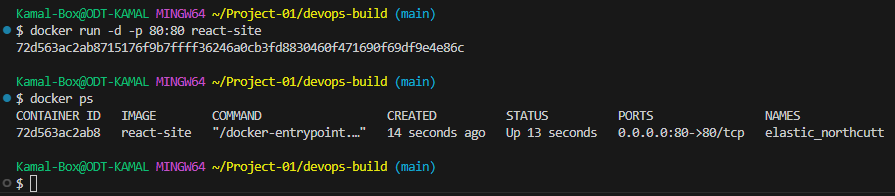 Kamal-Box@ODT-KAMAL MINGW64 ~/Project-01/devops-build (main)
$ docker run -d -p 80:80 react-site
72d563ac2ab8715176f9b7ffff36246a0cb3fd8830460f471690f69df9e4e86c
Kamal-Box@ODT-KAMAL MINGW64 ~/Project-01/devops-build (main)
$ docker ps
CONTAINER ID   IMAGE        COMMAND                  CREATED          STATUS          PORTS                NAMES
72d563ac2ab8   react-site   "/docker-entrypoint.…"   14 seconds ago   Up 13 seconds   0.0.0.0:80->80/tcp   elastic_northcutt
Kamal-Box@ODT-KAMAL MINGW64 ~/Project-01/devops-build (main)
$